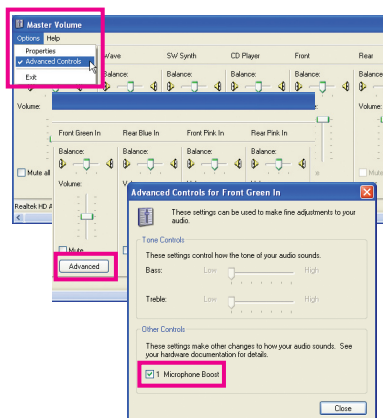 Master Volume
Options Help
Properties
Advanced Controls
Exit
Wave SW Synth CD Player Front Rear
Balance: Balance: Balance: Balance: Balance
Volume: Volume:
Mute all Mute
Realtek HD A
Front Green In Rear Blue In Front Pink In Rear Pink In
Balance: Balance: Balance: Balance:
Volume:
Mute
Advanced
Advanced Controls for Front Green In
These settings can be used to make fine adjustments to your
audio.
Tone Controls
These settings control how the tone of your audio sounds.
Bass: Low High
Treble: Low High
Other Controls
These settings make other changes to how your audio sounds. See
your hardware documentation for details.
1 Microphone Boost
Close